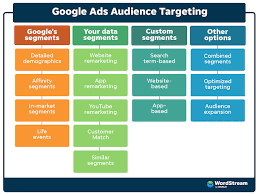 Google Ads Audience Targeting
Google's
segments
Detailed
demographics
Affinity
segments
In-market
segments
Life
events
Your data
segments
Website
remarketing
App
remarketing
YouTube
remarketing
Customer
Match
Similar
segments
Custom
segments
Search
term-based
Website-
based
App-
based
Other
options
Combined
segments
Optimized
targeting
Audience
expansion
WordStream